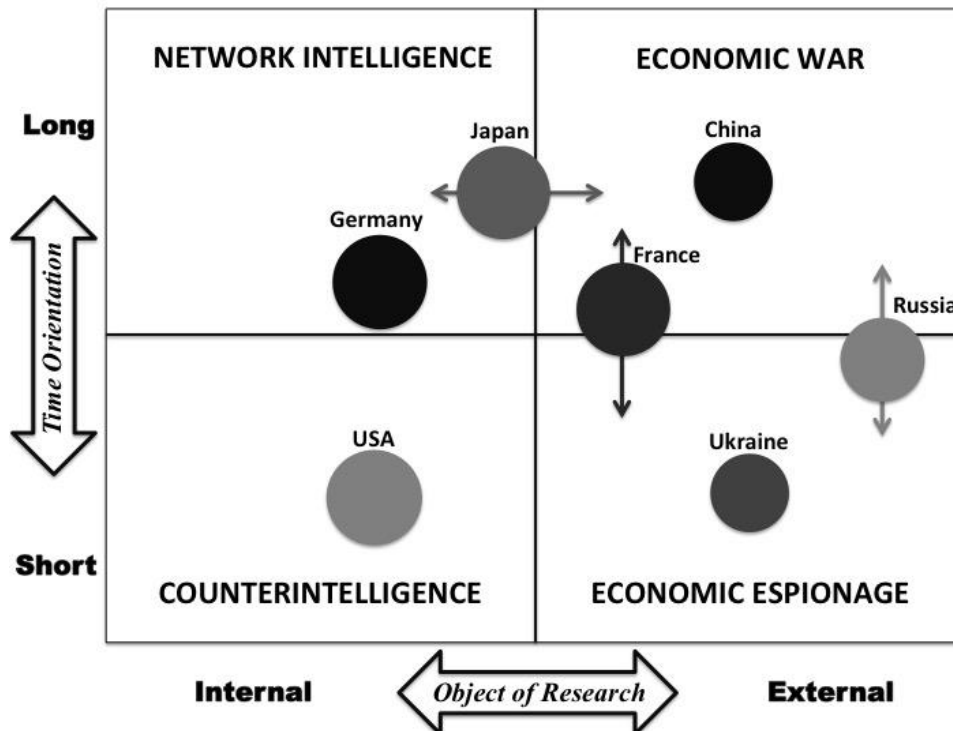 NETWORK INTELLIGENCE
ECONOMIC WAR
Long
Japan
China
Germany
France
Russia
Time Orientation
USA
Ukraine
Short
COUNTERINTELLIGENCE
ECONOMIC ESPIONAGE
Internal
Object of Research
External